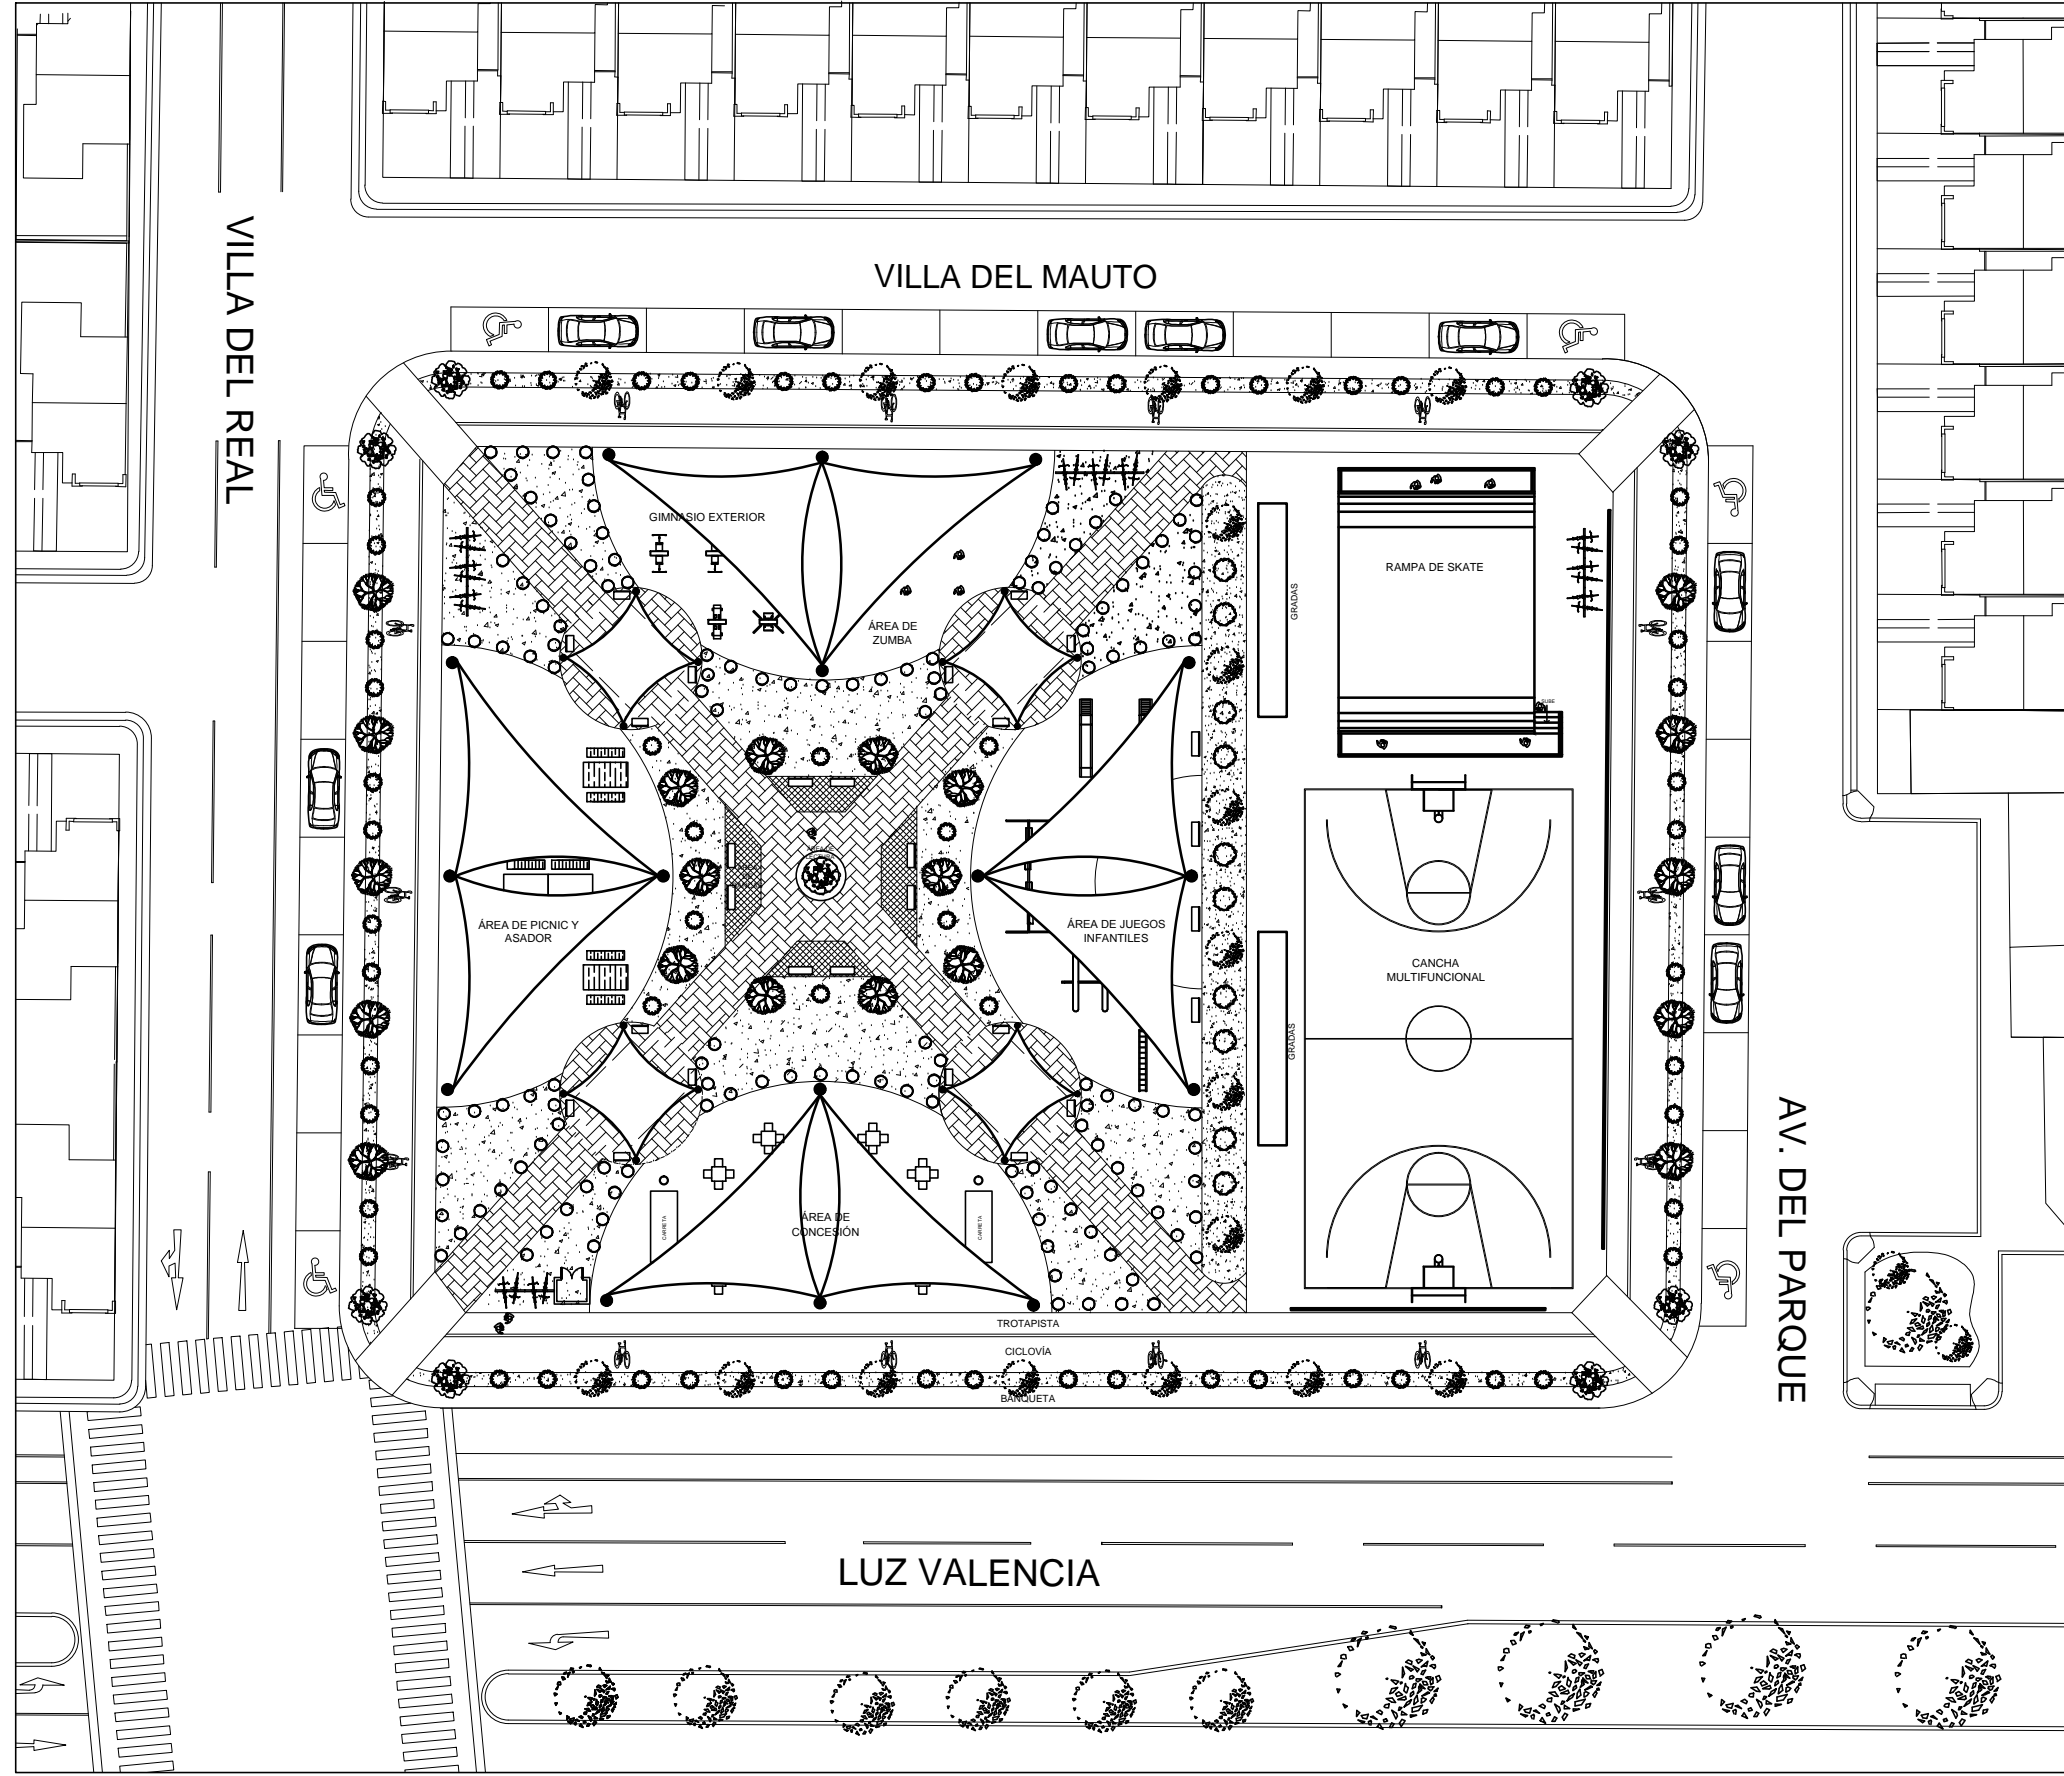 VILLA DEL REAL
VILLA DEL MAUTO
GIMNASIO EXTERIOR
ÁREA DE
ZUMBA
RAMPA DE SKATE
GRADAS
SUBE
ÁREA DE PICNIC Y
ASADOR
ÁREA DE JUEGOS
INFANTILES
CANCHA
MULTIFUNCIONAL
GRADAS
CARRETA
ÁREA DE
CONCESIÓN
CARRETA
TROTAPISTA
CICLOVÍA
BANQUETA
AV. DEL PARQUE
LUZ VALENCIA